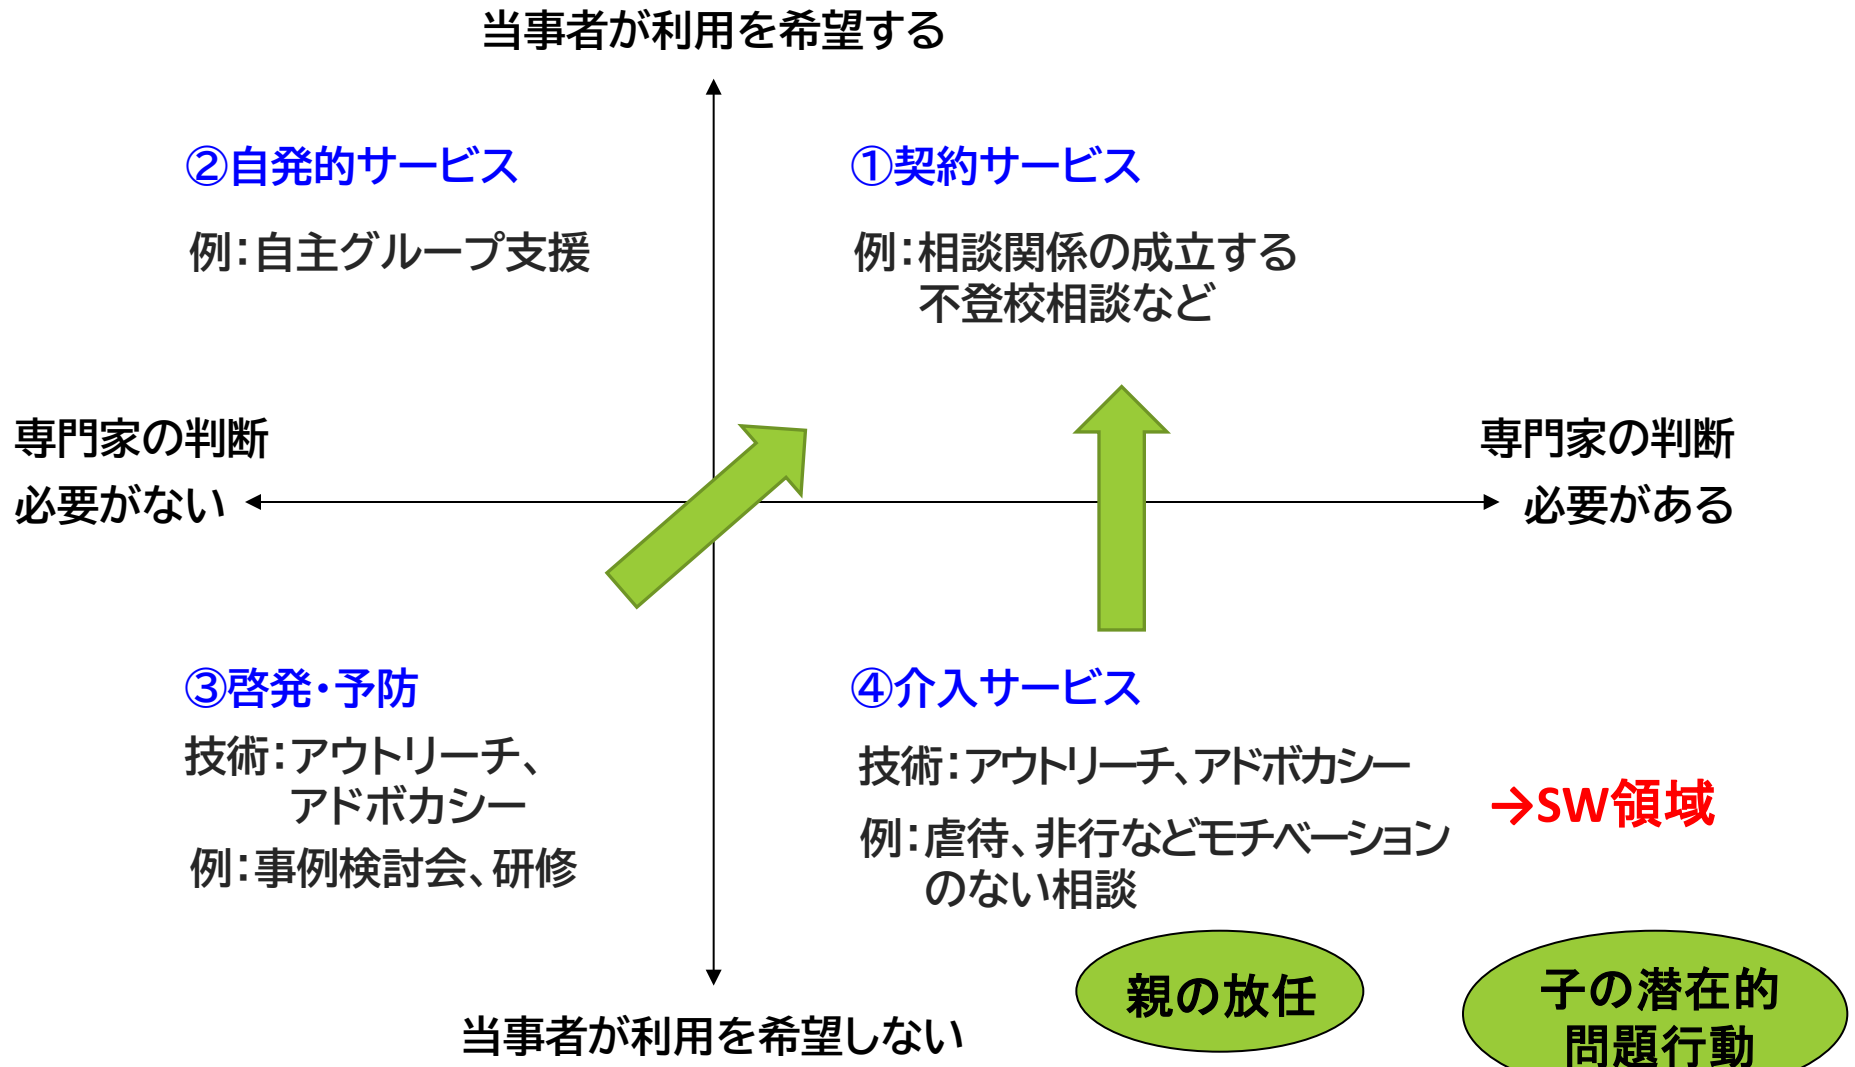 当事者が利用を希望する
②自発的サービス
例：自主グループ支援
①契約サービス
例：相談関係の成立する
不登校相談など
専門家の判断
必要がない
専門家の判断
必要がある
③啓発・予防
技術：アウトリーチ、
アドボカシー
例：事例検討会、研修
④介入サービス
技術：アウトリーチ、アドボカシー
例：虐待、非行などモチベーション
のない相談
→SW領域
親の放任
子の潜在的
問題行動
当事者が利用を希望しない